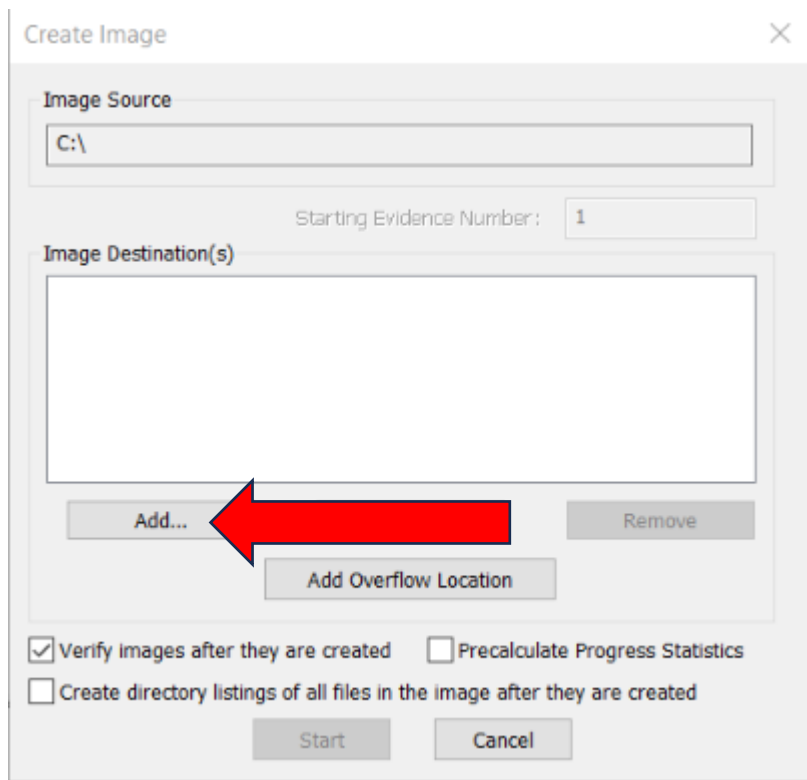 Create Image
Image Source
C:\
Starting Evidence Number: 1
Image Destination(s)
Add... Remove
Add Overflow Location
Verify images after they are created Precalculate Progress Statistics
Create directory listings of all files in the image after they are created
Start Cancel